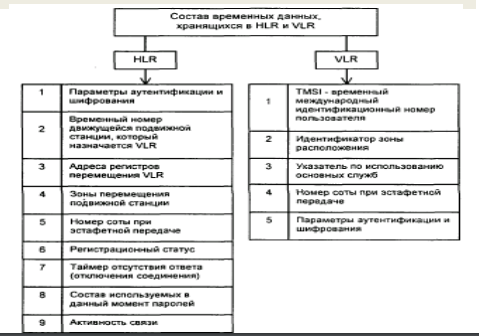 Состав временных данных,
хранящихся в HLR и VLR
HLR
VLR
1 Параметры аутентификации и
шифрования
2 Временный номер
движущейся подвижной
станции, который
назначается VLR
3 Адреса регистров
перемещения VLR
4 Зоны перемещения
подвижной станции
5 Номер соты при
эстафетной передаче
6 Регистрационный статус
7 Таймер отсутствия ответа
(отключения соединения)
8 Состав используемых в
данный момент паролей
9 Активность связи
1 TMSI - временный
международный
идентификационный номер
пользователя
2 Идентификатор зоны
расположения
3 Указатель по использованию
основных служб
4 Номер соты при эстафетной
передаче
5 Параметры аутентификации и
шифрования